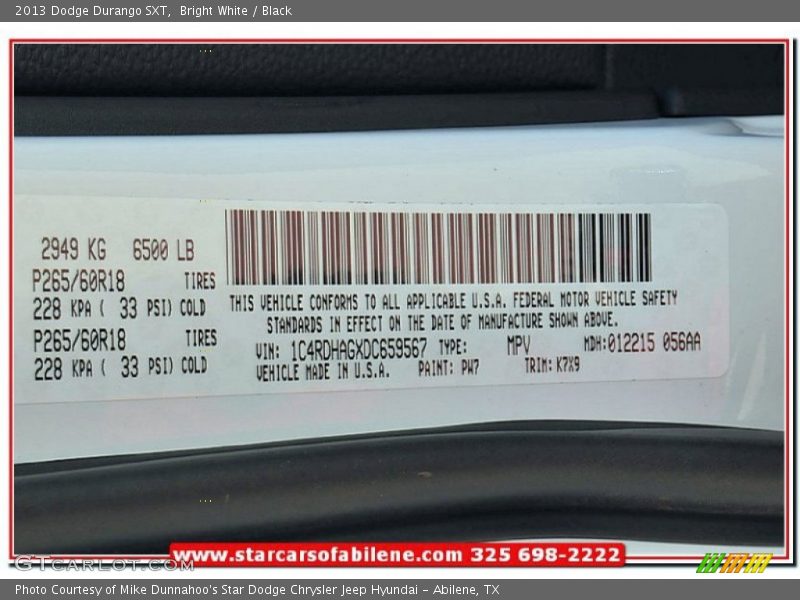 2013 Dodge Durango SXT, Bright White / Black
2949 KG 6500 LB
P265/60R18 TIRES
228 KPA ( 33 PSI) COLD
P265/60R18 TIRES
228 KPA ( 33 PSI) COLD
THIS VEHICLE CONFORMS TO ALL APPLICABLE U.S.A. FEDERAL MOTOR VEHICLE SAFETY
STANDARDS IN EFFECT ON THE DATE OF MANUFACTURE SHOWN ABOVE.
VIN: 1C4RDHAGXDC659567 TYPE: MPV MDH:012215 056AA
VEHICLE MADE IN U.S.A. PAINT: PW7 TRIM: K7X9
www.starcarsofabilene.com 325 698-2222
GTCARLOT.COM
Photo Courtesy of Mike Dunnahoo's Star Dodge Chrysler Jeep Hyundai - Abilene, TX